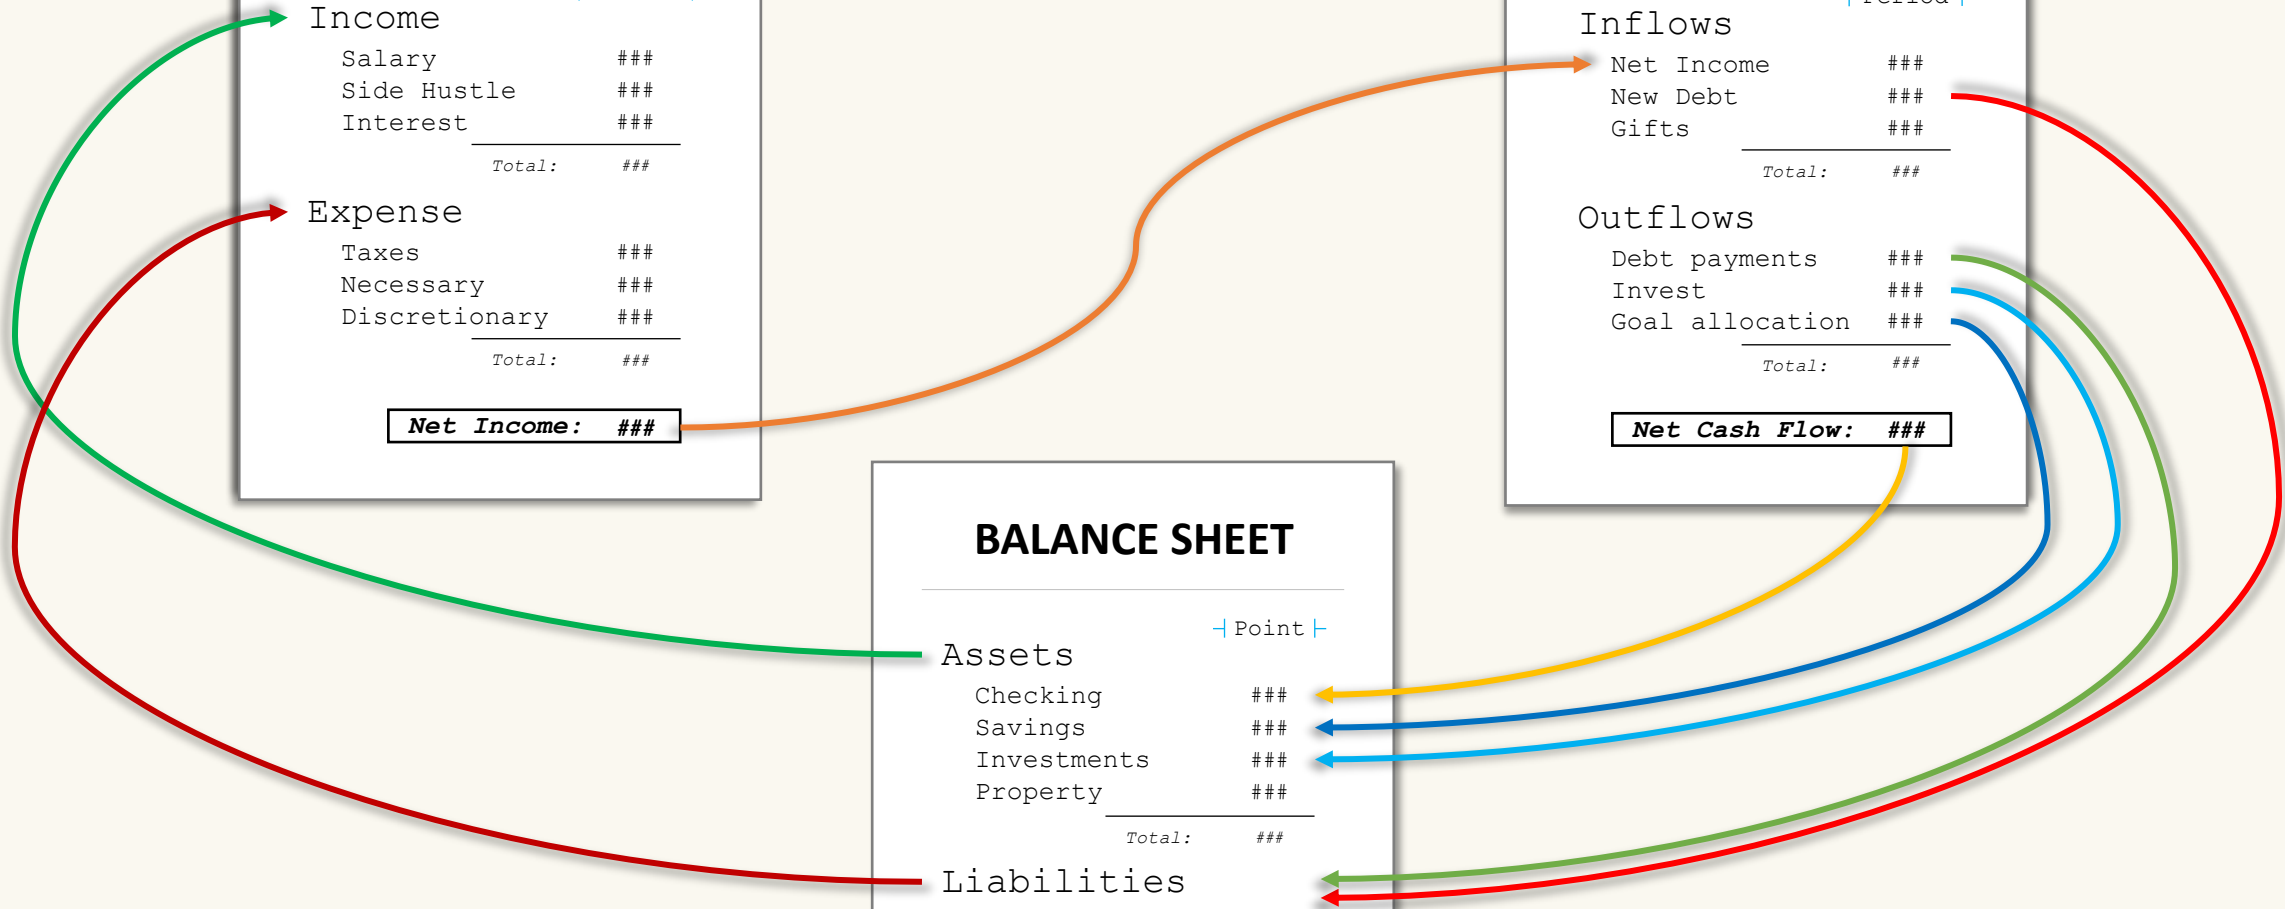 Income
Salary ###
Side Hustle ###
Interest ###
Total: ###
Expense
Taxes ###
Necessary ###
Discretionary ###
Total: ###
Net Income: ###
Period
Inflows
Net Income ###
New Debt ###
Gifts ###
Total: ###
Outflows
Debt payments ###
Invest ###
Goal allocation ###
Total: ###
Net Cash Flow: ###
BALANCE SHEET
Point
Assets
Checking ###
Savings ###
Investments ###
Property ###
Total: ###
Liabilities